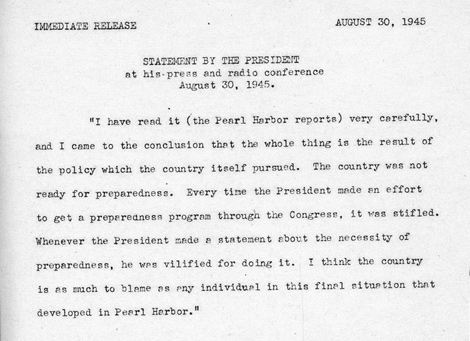 IMMEDIATE RELEASE
AUGUST 30, 1945
STATEMENT BY THE PRESIDENT
at his press and radio conference
August 30, 1945.
"I have read it (the Pearl Harbor reports) very carefully,
and I came to the conclusion that the whole thing is the result of
the policy which the country itself pursued. The country was not
ready for preparedness. Every time the President made an effort
to get a preparedness program through the Congress, it was stifled.
Whenever the President made a statement about the necessity of
preparedness, he was vilified for doing it. I think the country
is as much to blame as any individual in this final situation that
developed in Pearl Harbor."